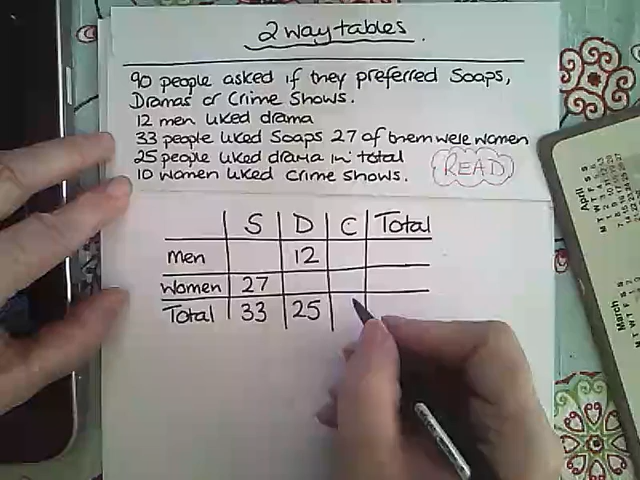 2 way tables.
90 people asked if they preferred Soaps,
Dramas or Crime Shows.
12 men liked drama
33 people liked Soaps 27 of them were women
25 people liked drama in total
10 women liked crime shows.
READ
S D C Total
Men 12
Women 27
Total 33 25
April
March